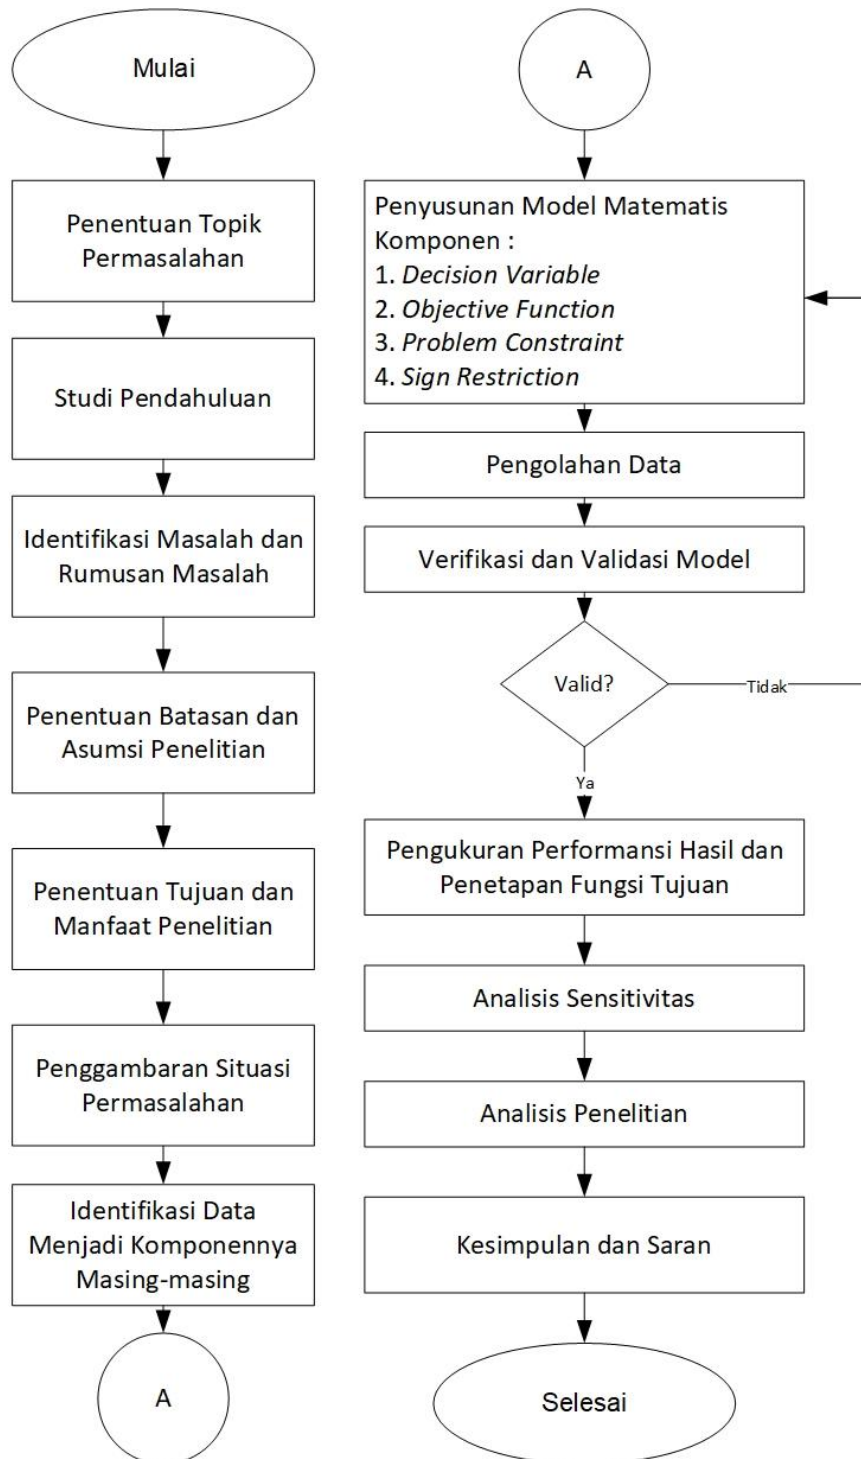 Mulai
Penentuan Topik
Permasalahan
Studi Pendahuluan
Identifikasi Masalah dan
Rumusan Masalah
Penentuan Batasan dan
Asumsi Penelitian
Penentuan Tujuan dan
Manfaat Penelitian
Penggambaran Situasi
Permasalahan
Identifikasi Data
Menjadi Komponennya
Masing-masing
A
A
Penyusunan Model Matematis
Komponen :
1. Decision Variable
2. Objective Function
3. Problem Constraint
4. Sign Restriction
Pengolahan Data
Verifikasi dan Validasi Model
Valid?
Tidak
Ya
Pengukuran Performansi Hasil dan
Penetapan Fungsi Tujuan
Analisis Sensitivitas
Analisis Penelitian
Kesimpulan dan Saran
Selesai